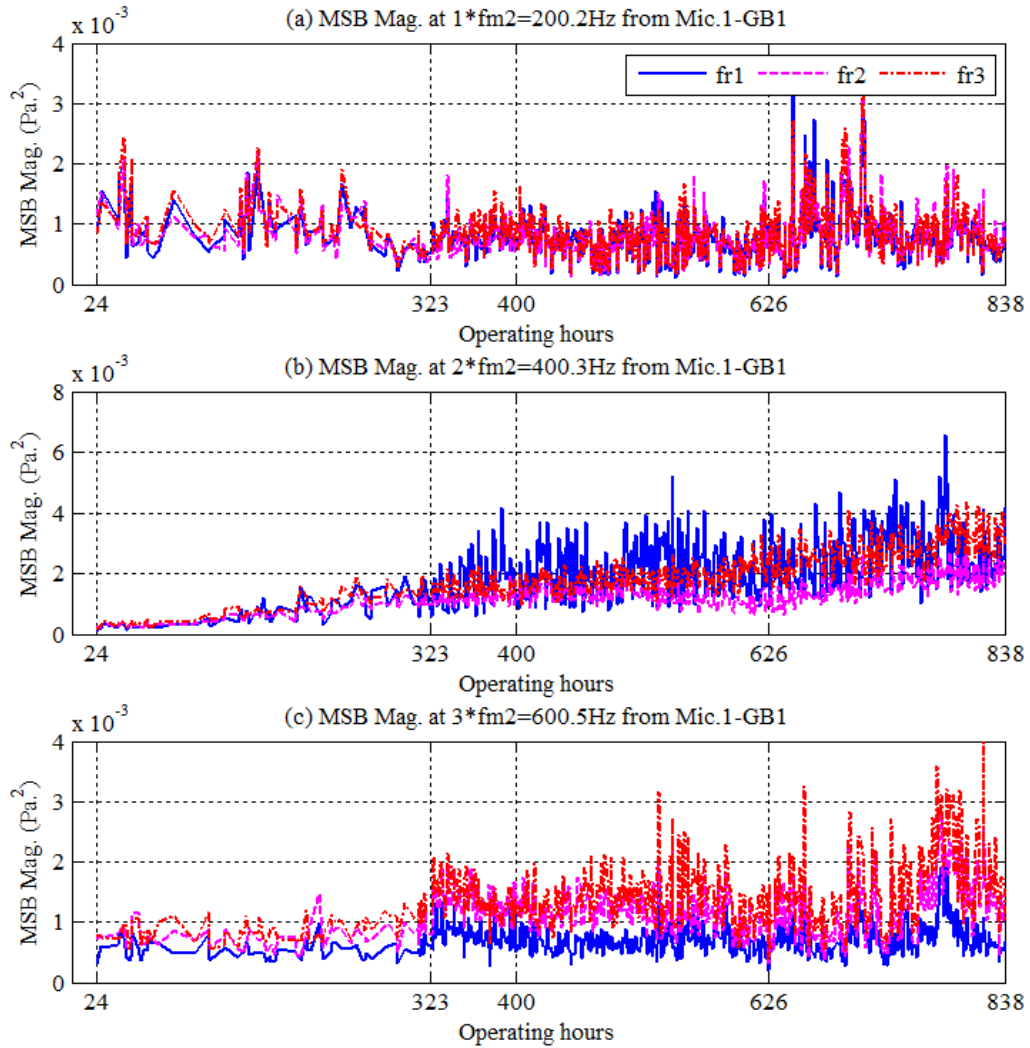 (a) MSB Mag. at 1*fm2=200.2Hz from Mic.1-GB1
x 10⁻³
4
3
2
1
0
MSB Mag. (Pa.²)
fr1 fr2 fr3
24 323 400 626 838
Operating hours
(b) MSB Mag. at 2*fm2=400.3Hz from Mic.1-GB1
x 10⁻³
8
6
4
2
0
MSB Mag. (Pa.²)
24 323 400 626 838
Operating hours
(c) MSB Mag. at 3*fm2=600.5Hz from Mic.1-GB1
x 10⁻³
4
3
2
1
0
MSB Mag. (Pa.²)
24 323 400 626 838
Operating hours